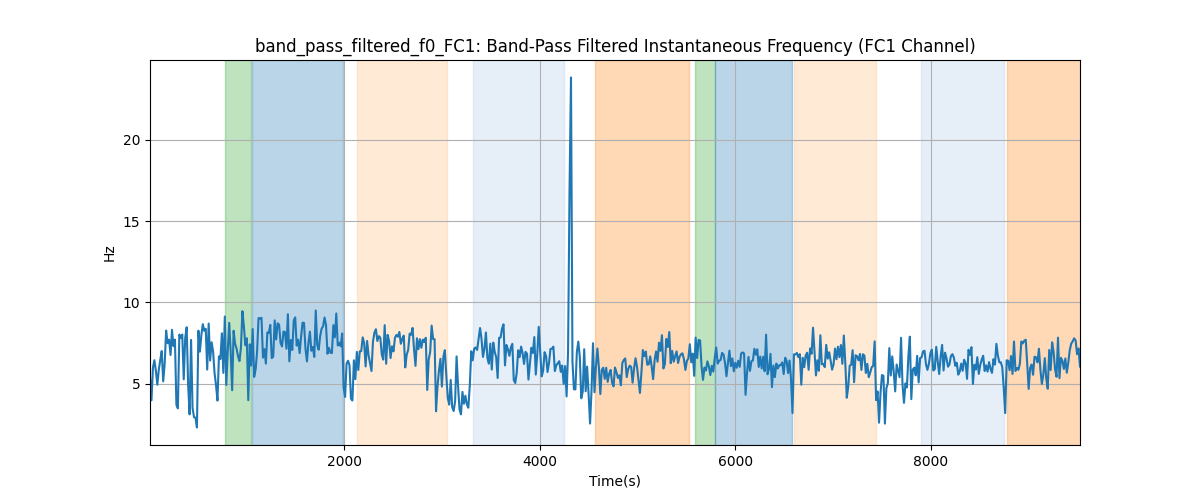 band_pass_filtered_f0_FC1: Band-Pass Filtered Instantaneous Frequency (FC1 Channel)
20
15
10
5
Hz
2000
4000
6000
8000
Time(s)